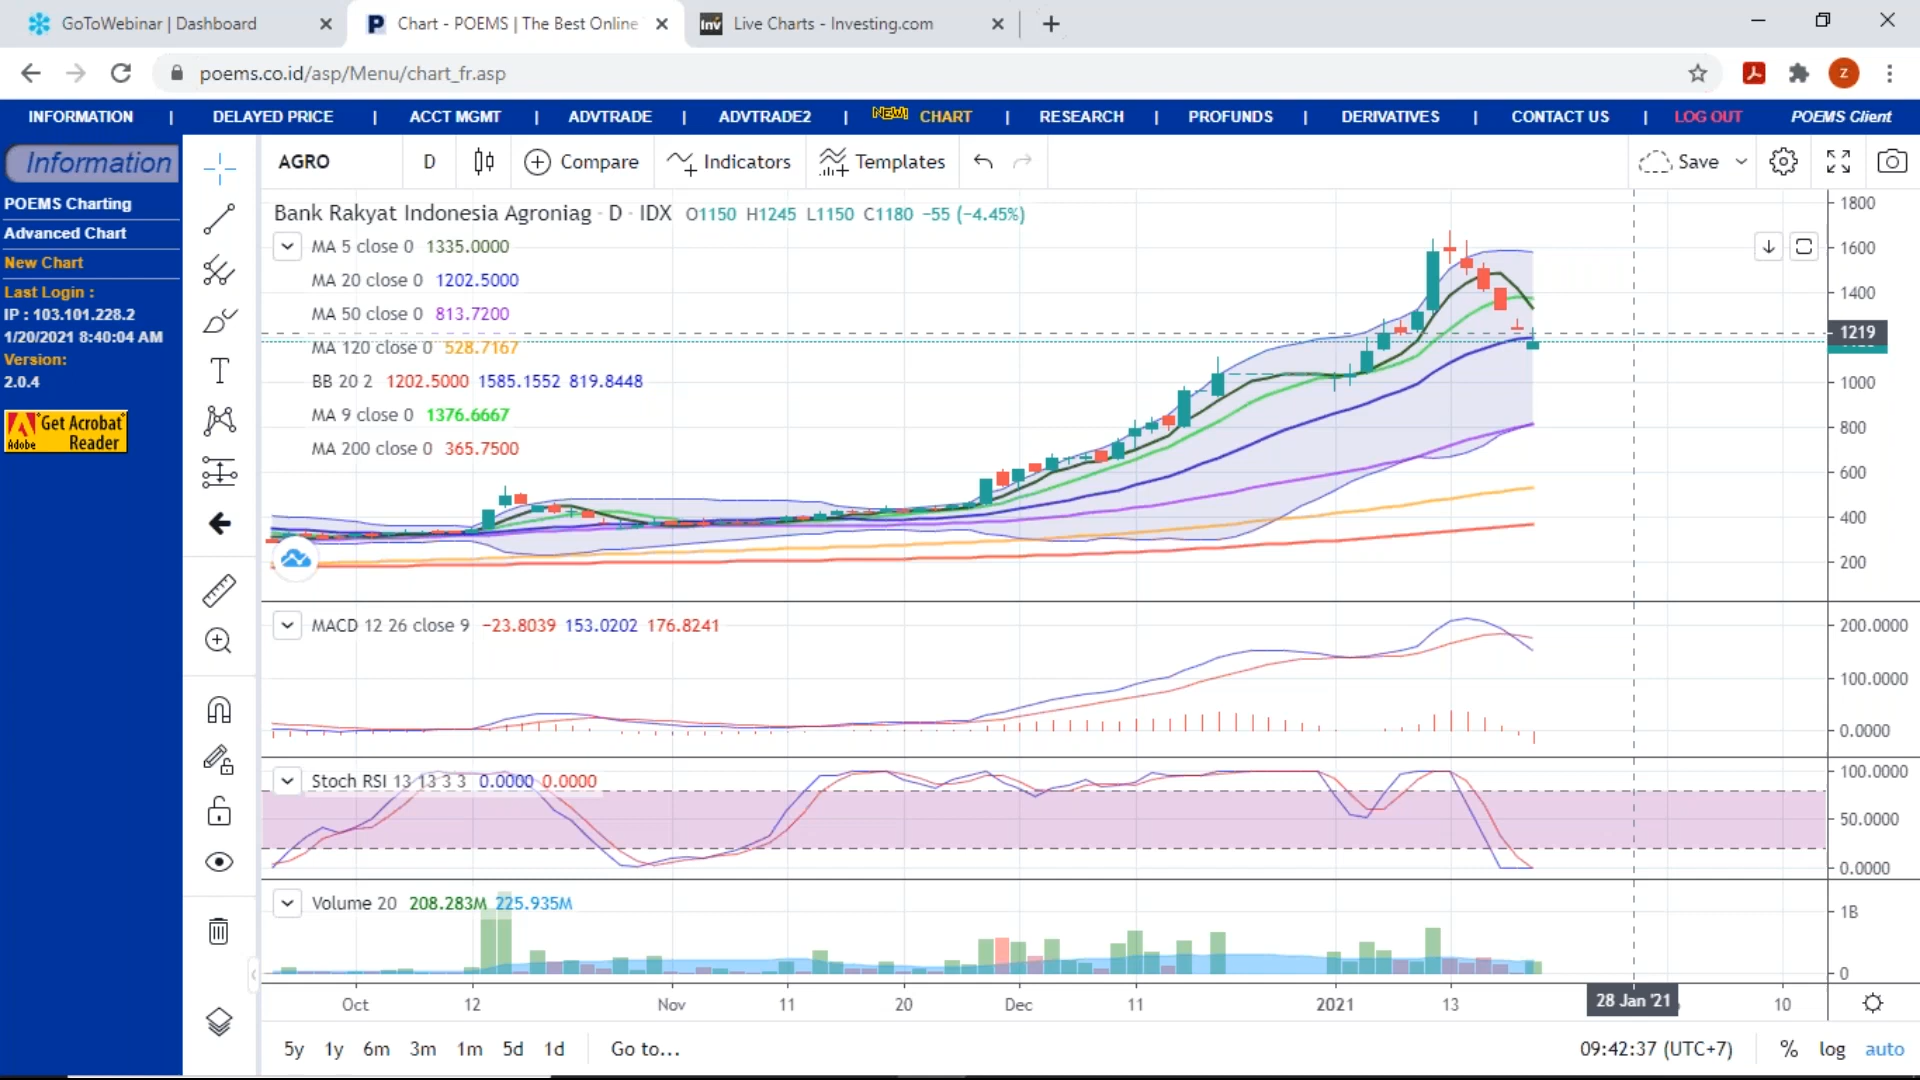 GoToWebinar | Dashboard
Chart - POEMS | The Best Online
Live Charts - Investing.com
poems.co.id/asp/Menu/chart_fr.asp
Z
INFORMATION | DELAYED PRICE | ACCT MGMT | ADVTRADE | ADVTRADE2 | NEW! CHART | RESEARCH | PROFUNDS | DERIVATIVES | CONTACT US | LOG OUT POEMS Client
Information
POEMS Charting
Advanced Chart
New Chart
Last Login :
IP : 103.101.228.2
1/20/2021 8:40:04 AM
Version:
2.0.4
Get Acrobat
Adobe Reader
AGRO D Compare Indicators Templates Save
Bank Rakyat Indonesia Agroniag · D · IDX O1150 H1245 L1150 C1180 −55 (−4.45%)
MA 5 close 0 1335.0000
MA 20 close 0 1202.5000
MA 50 close 0 813.7200
MA 120 close 0 528.7167
BB 20 2 1202.5000 1585.1552 819.8448
MA 9 close 0 1376.6667
MA 200 close 0 365.7500
1800
1600
1400
1219
1000
800
600
400
200
MACD 12 26 close 9 −23.8039 153.0202 176.8241
200.0000
100.0000
0.0000
Stoch RSI 13 13 3 3 0.0000 0.0000
100.0000
50.0000
0.0000
Volume 20 208.283M 225.935M
1B
0
Oct 12 Nov 11 20 Dec 11 2021 13 28 Jan '21 10
5y 1y 6m 3m 1m 5d 1d Go to... 09:42:37 (UTC+7) % log auto